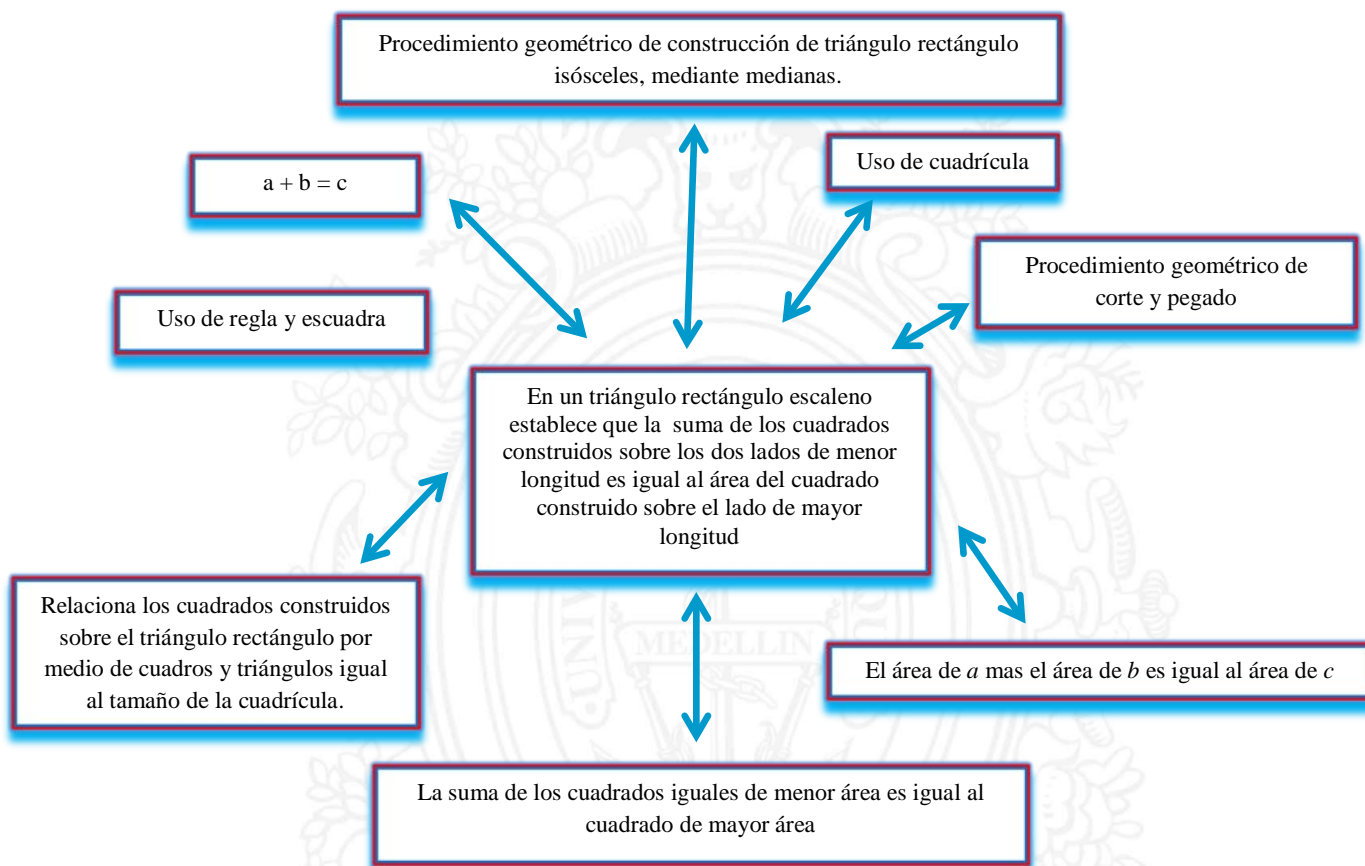 Procedimiento geométrico de construcción de triángulo rectángulo
isósceles, mediante medianas.
a + b = c
Uso de cuadrícula
Procedimiento geométrico de
corte y pegado
Uso de regla y escuadra
En un triángulo rectángulo escaleno
establece que la  suma de los cuadrados
construidos sobre los dos lados de menor
longitud es igual al área del cuadrado
construido sobre el lado de mayor
longitud
Relaciona los cuadrados construidos
sobre el triángulo rectángulo por
medio de cuadros y triángulos igual
al tamaño de la cuadrícula.
MEDELLIN
El área de a mas el área de b es igual al área de c
La suma de los cuadrados iguales de menor área es igual al
cuadrado de mayor área